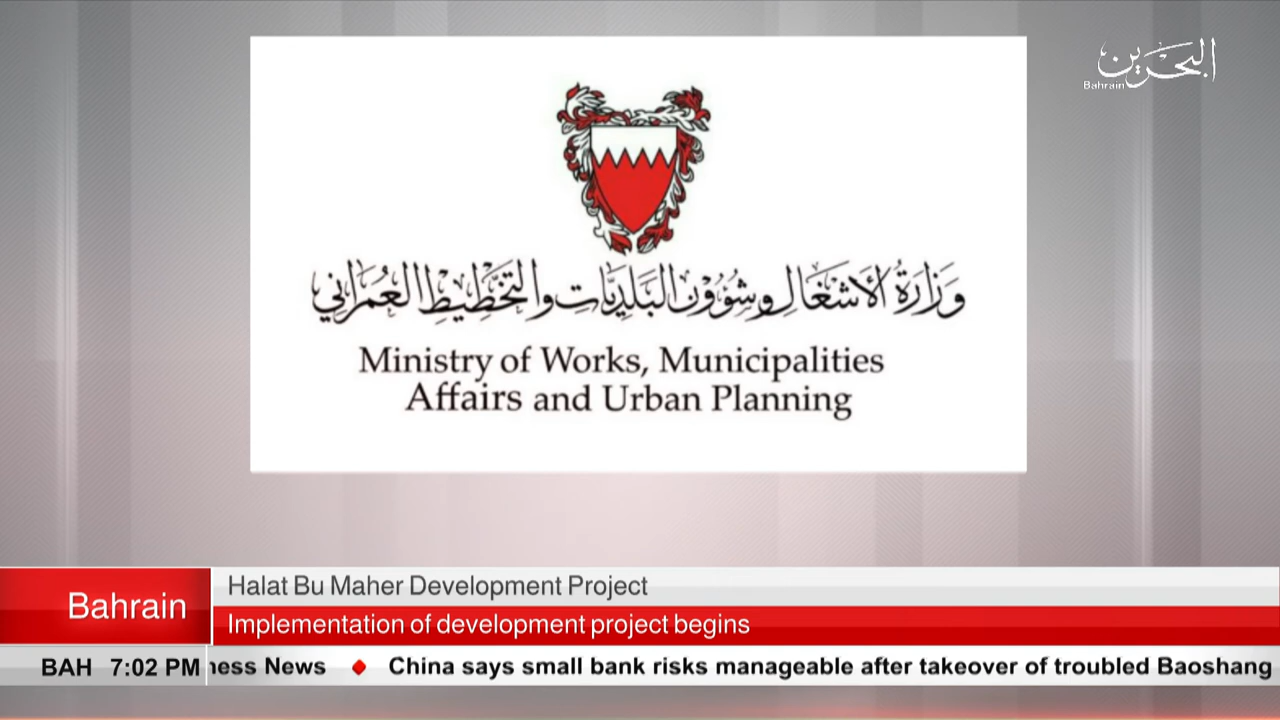 البحرين
Bahrain
وزارة الأشغال وشؤون البلديات والتخطيط العمراني
Ministry of Works, Municipalities
Affairs and Urban Planning
Bahrain
Halat Bu Maher Development Project
Implementation of development project begins
BAH 7:02 PM ness News
China says small bank risks manageable after takeover of troubled Baoshang